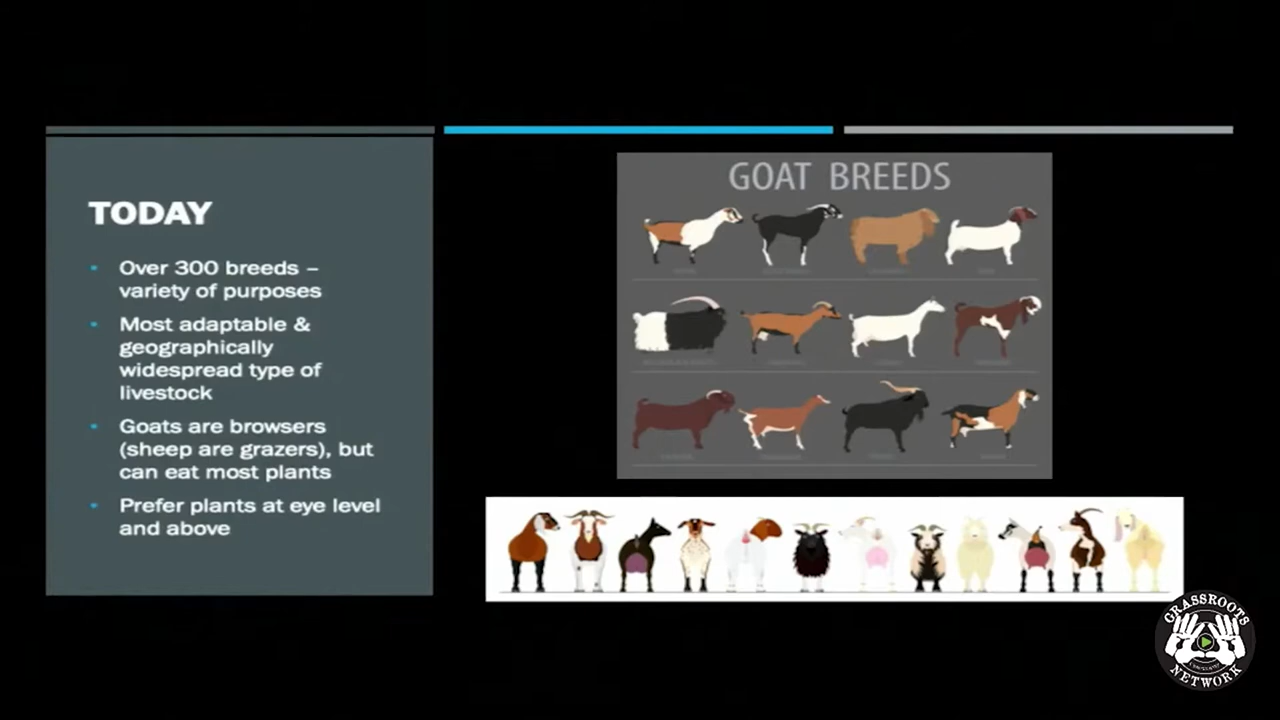 TODAY
Over 300 breeds –
variety of purposes
Most adaptable &
geographically
widespread type of
livestock
Goats are browsers
(sheep are grazers), but
can eat most plants
Prefer plants at eye level
and above
GOAT BREEDS
GRASSROOTS
NETWORK